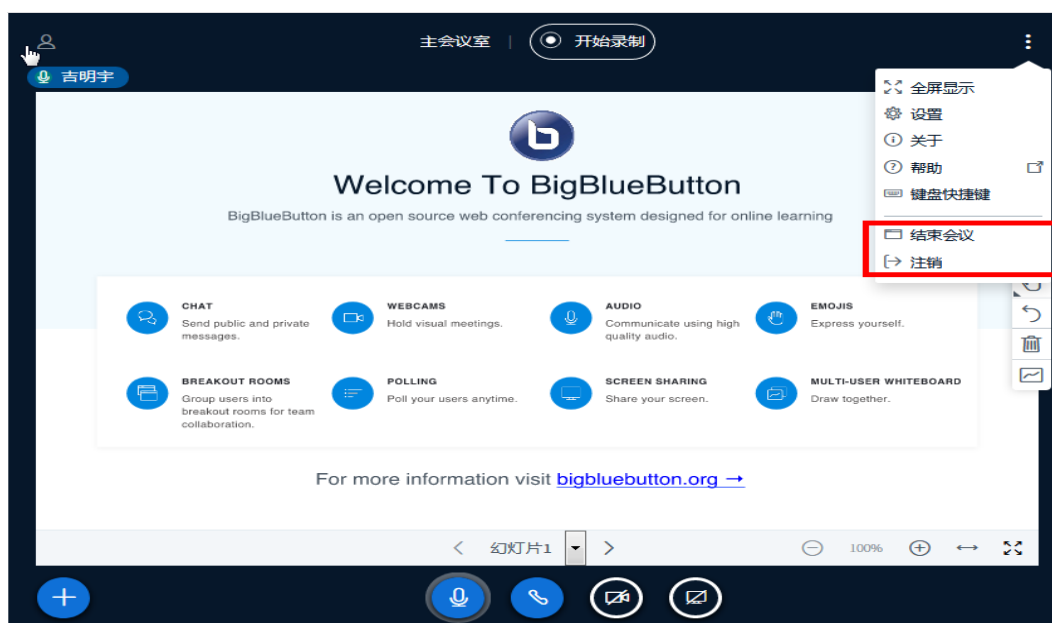 主会议室 | 开始录制
吉明宇
全屏显示
设置
关于
帮助
键盘快捷键
结束会议
注销
b
Welcome To BigBlueButton
BigBlueButton is an open source web conferencing system designed for online learning
CHAT
Send public and private
messages.
WEBCAMS
Hold visual meetings.
AUDIO
Communicate using high
quality audio.
EMOJIS
Express yourself.
BREAKOUT ROOMS
Group users into
breakout rooms for team
collaboration.
POLLING
Poll your users anytime.
SCREEN SHARING
Share your screen.
MULTI-USER WHITEBOARD
Draw together.
For more information visit bigbluebutton.org →
幻灯片1
100%